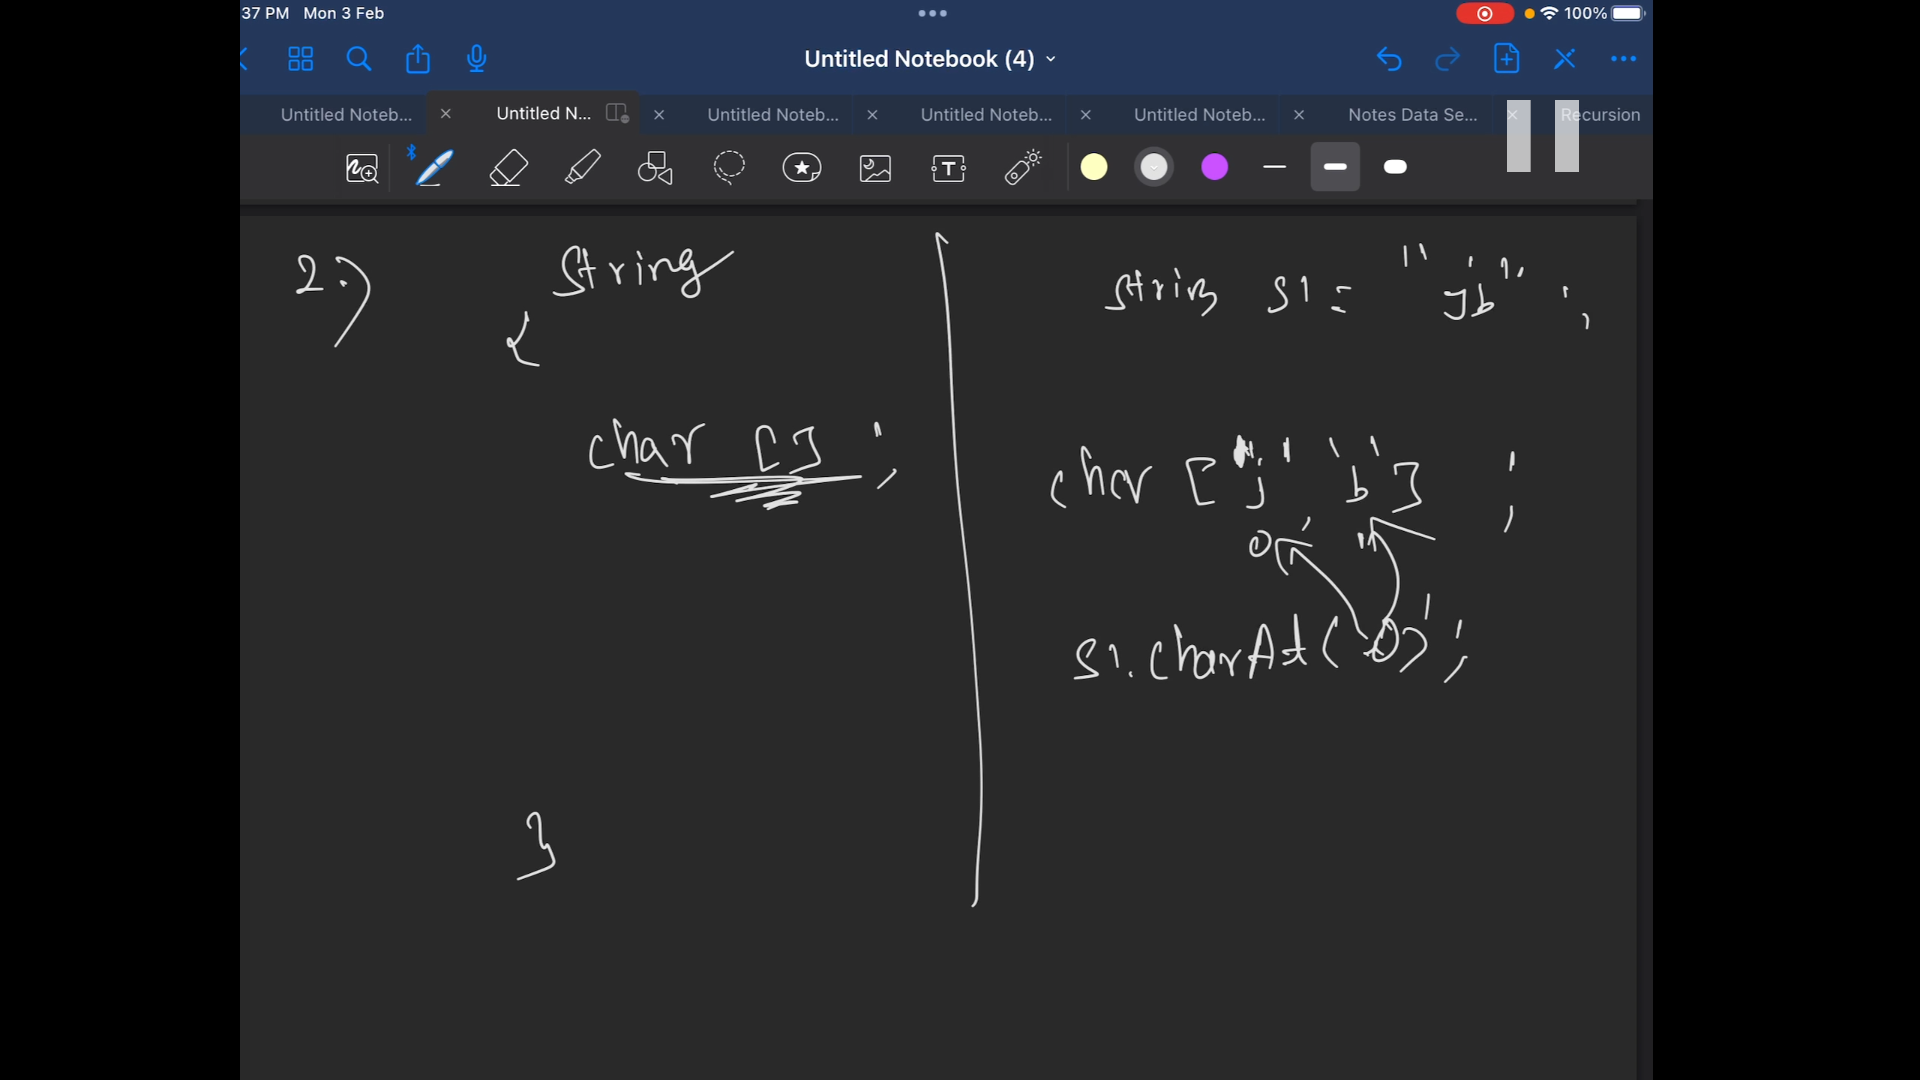 37 PM Mon 3 Feb
100%
Untitled Notebook (4)
Untitled Noteb...
Untitled N...
Untitled Noteb...
Untitled Noteb...
Untitled Noteb...
Notes Data Se...
Recursion
2:)
String
{
char [] ;
}
String s1 = "jb" ;
char ['j' 'b'] ;
0 , 1
s1.charAt(0) ;